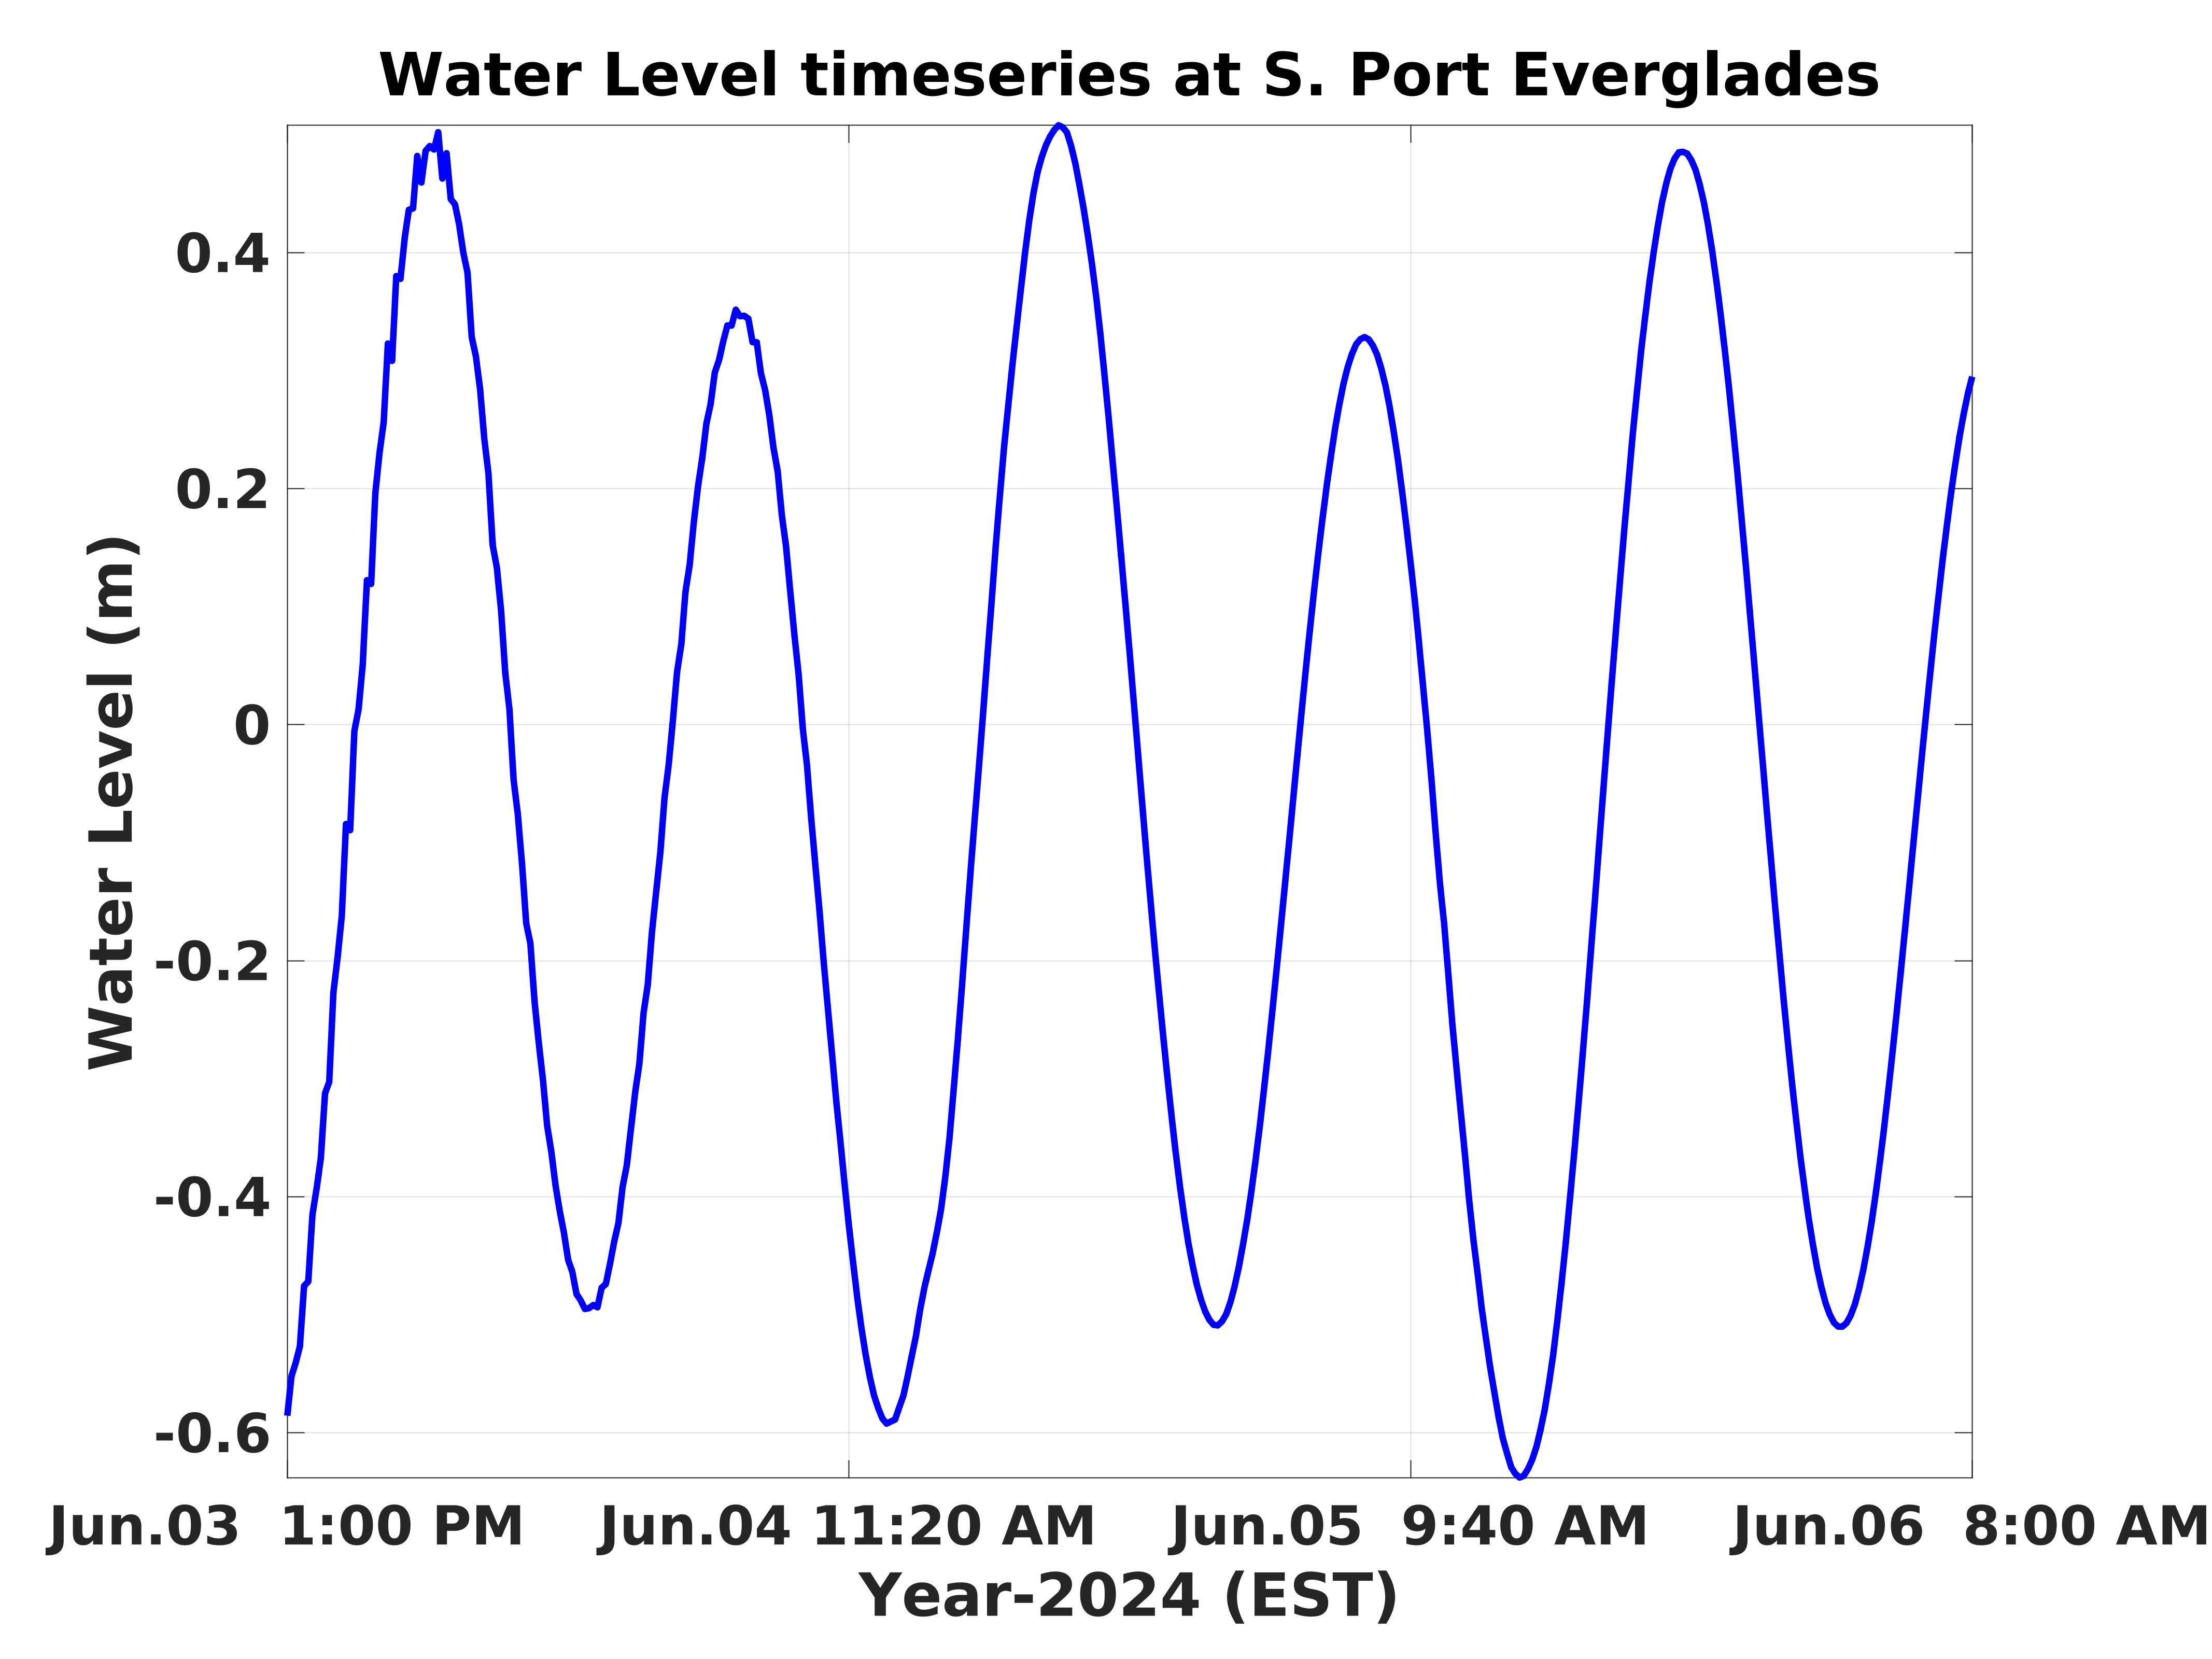 Water Level timeseries at S. Port Everglades
0.4
0.2
0
-0.2
-0.4
-0.6
Water Level (m)
Jun.03 1:00 PM
Jun.04 11:20 AM
Jun.05 9:40 AM
Jun.06 8:00 AM
Year-2024 (EST)